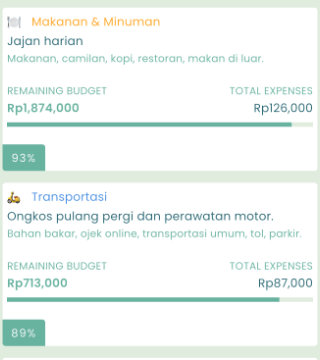 Makanan & Minuman
Jajan harian
Makanan, camilan, kopi, restoran, makan di luar.
REMAINING BUDGET TOTAL EXPENSES
Rp1,874,000 Rp126,000
93%
Transportasi
Ongkos pulang pergi dan perawatan motor.
Bahan bakar, ojek online, transportasi umum, tol, parkir.
REMAINING BUDGET TOTAL EXPENSES
Rp713,000 Rp87,000
89%